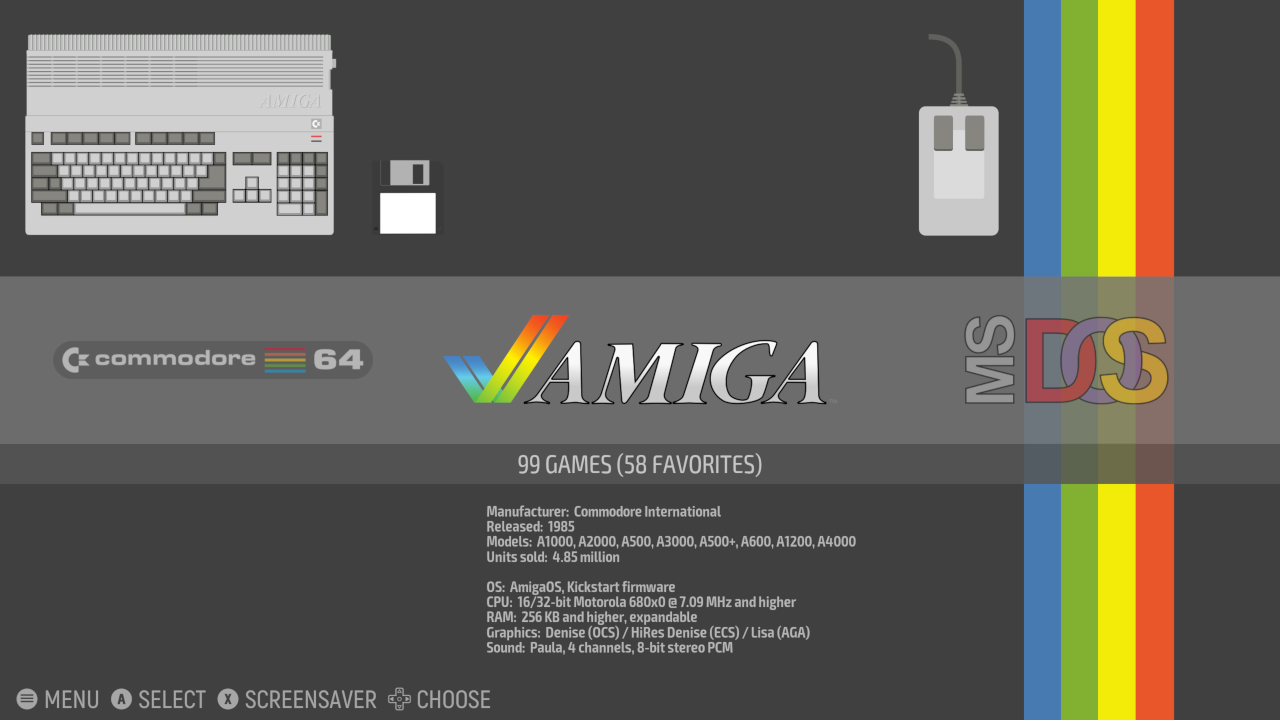 AMIGA
commodore 64
AMIGA
MS DOS
99 GAMES (58 FAVORITES)
Manufacturer: Commodore International
Released: 1985
Models: A1000, A2000, A500, A3000, A500+, A600, A1200, A4000
Units sold: 4.85 million
OS: AmigaOS, Kickstart firmware
CPU: 16/32-bit Motorola 680x0 @ 7.09 MHz and higher
RAM: 256 KB and higher, expandable
Graphics: Denise (OCS) / HiRes Denise (ECS) / Lisa (AGA)
Sound: Paula, 4 channels, 8-bit stereo PCM
MENU A SELECT X SCREENSAVER CHOOSE